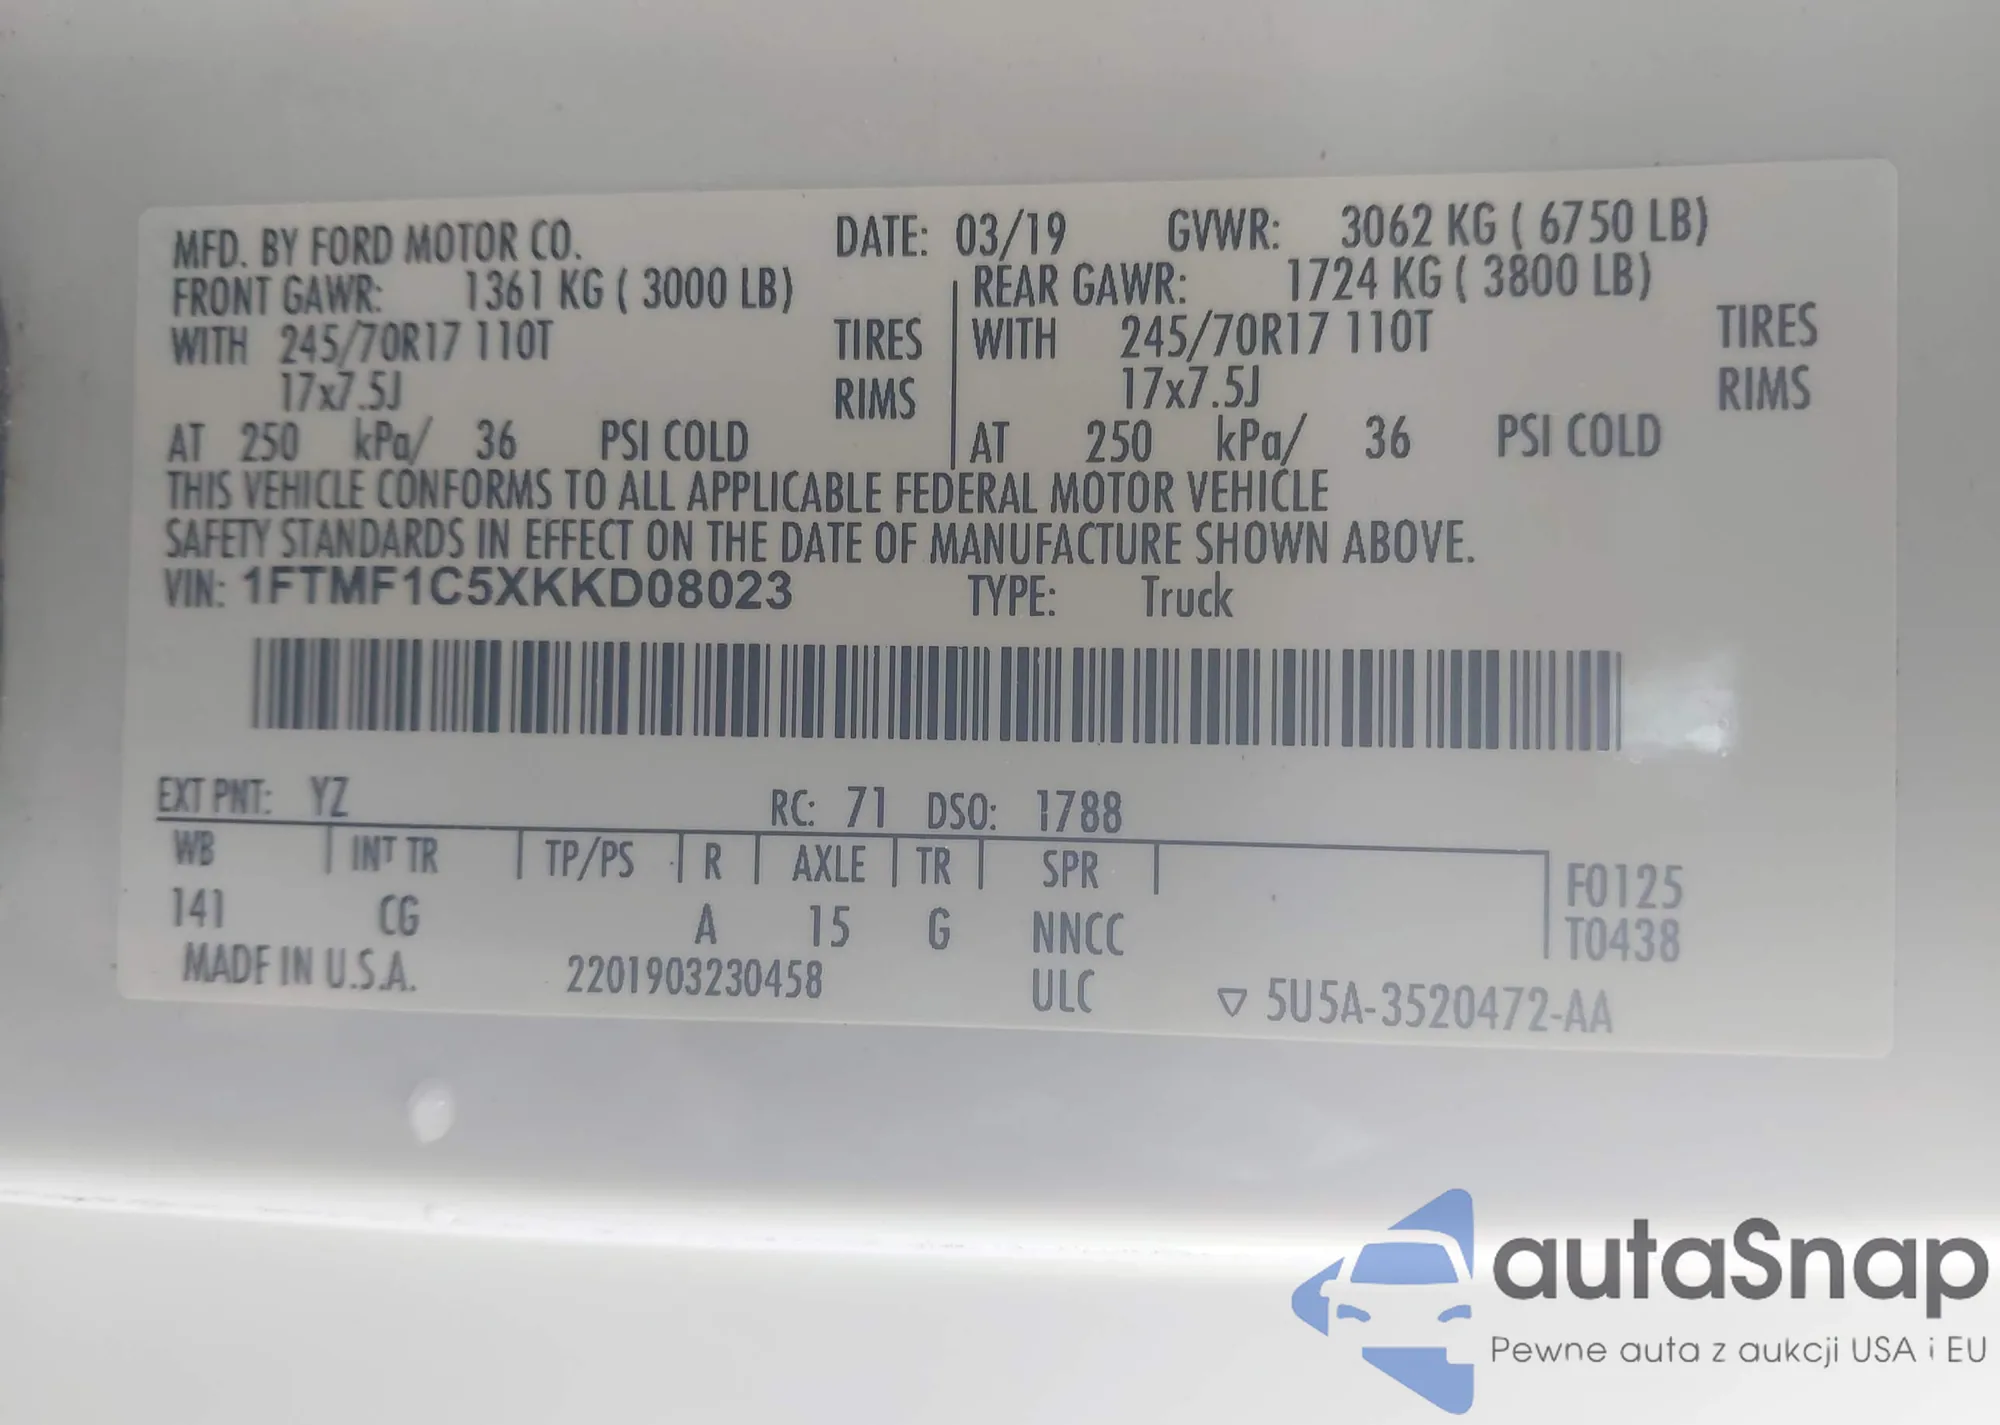 MFD. BY FORD MOTOR CO. DATE: 03/19 GVWR: 3062 KG ( 6750 LB)
FRONT GAWR: 1361 KG ( 3000 LB) REAR GAWR: 1724 KG ( 3800 LB)
WITH 245/70R17 110T TIRES WITH 245/70R17 110T TIRES
17x7.5J RIMS 17x7.5J RIMS
AT 250 kPa/ 36 PSI COLD AT 250 kPa/ 36 PSI COLD
THIS VEHICLE CONFORMS TO ALL APPLICABLE FEDERAL MOTOR VEHICLE
SAFETY STANDARDS IN EFFECT ON THE DATE OF MANUFACTURE SHOWN ABOVE.
VIN: 1FTMF1C5XKKD08023 TYPE: Truck
EXT PNT: YZ RC: 71 DSO: 1788
WB INT TR TP/PS R AXLE TR SPR F0125
141 CG A 15 G NNCC T0438
MADE IN U.S.A. 2201903230458 ULC ▽ 5U5A-3520472-AA
autaSnap
Pewne auta z aukcji USA i EU